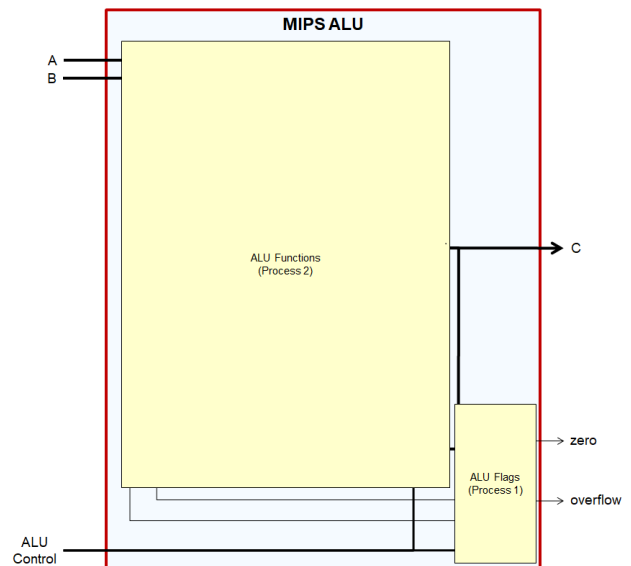 MIPS ALU
A
B
ALU Functions
(Process 2)
C
zero
ALU Flags
(Process 1)
overflow
ALU
Control